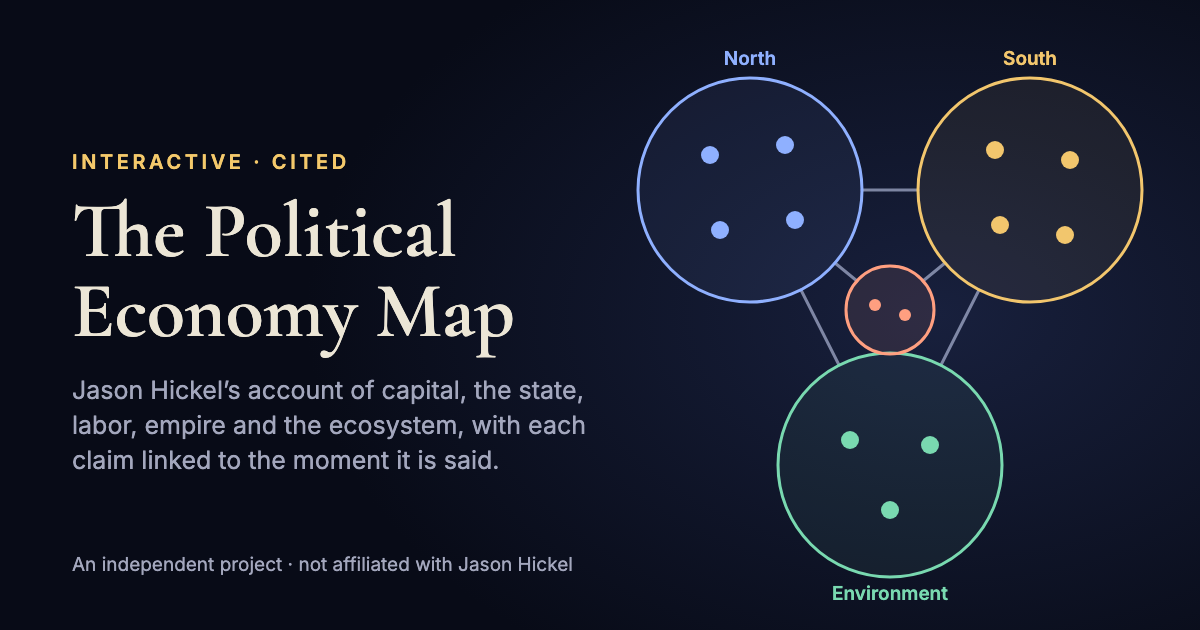 INTERACTIVE · CITED
The Political
Economy Map
Jason Hickel’s account of capital, the state,
labor, empire and the ecosystem, with each
claim linked to the moment it is said.
An independent project · not affiliated with Jason Hickel
North
South
Environment